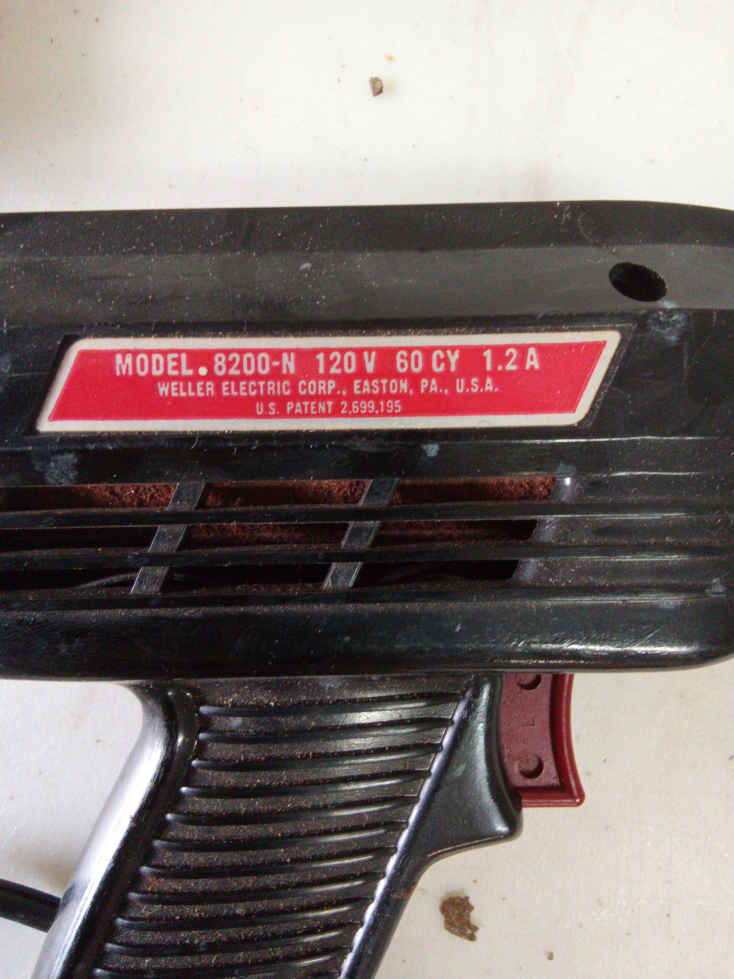 MODEL. 8200-N 120 V 60 CY 1.2 A
WELLER ELECTRIC CORP., EASTON, PA., U.S.A.
U.S. PATENT 2,699,195